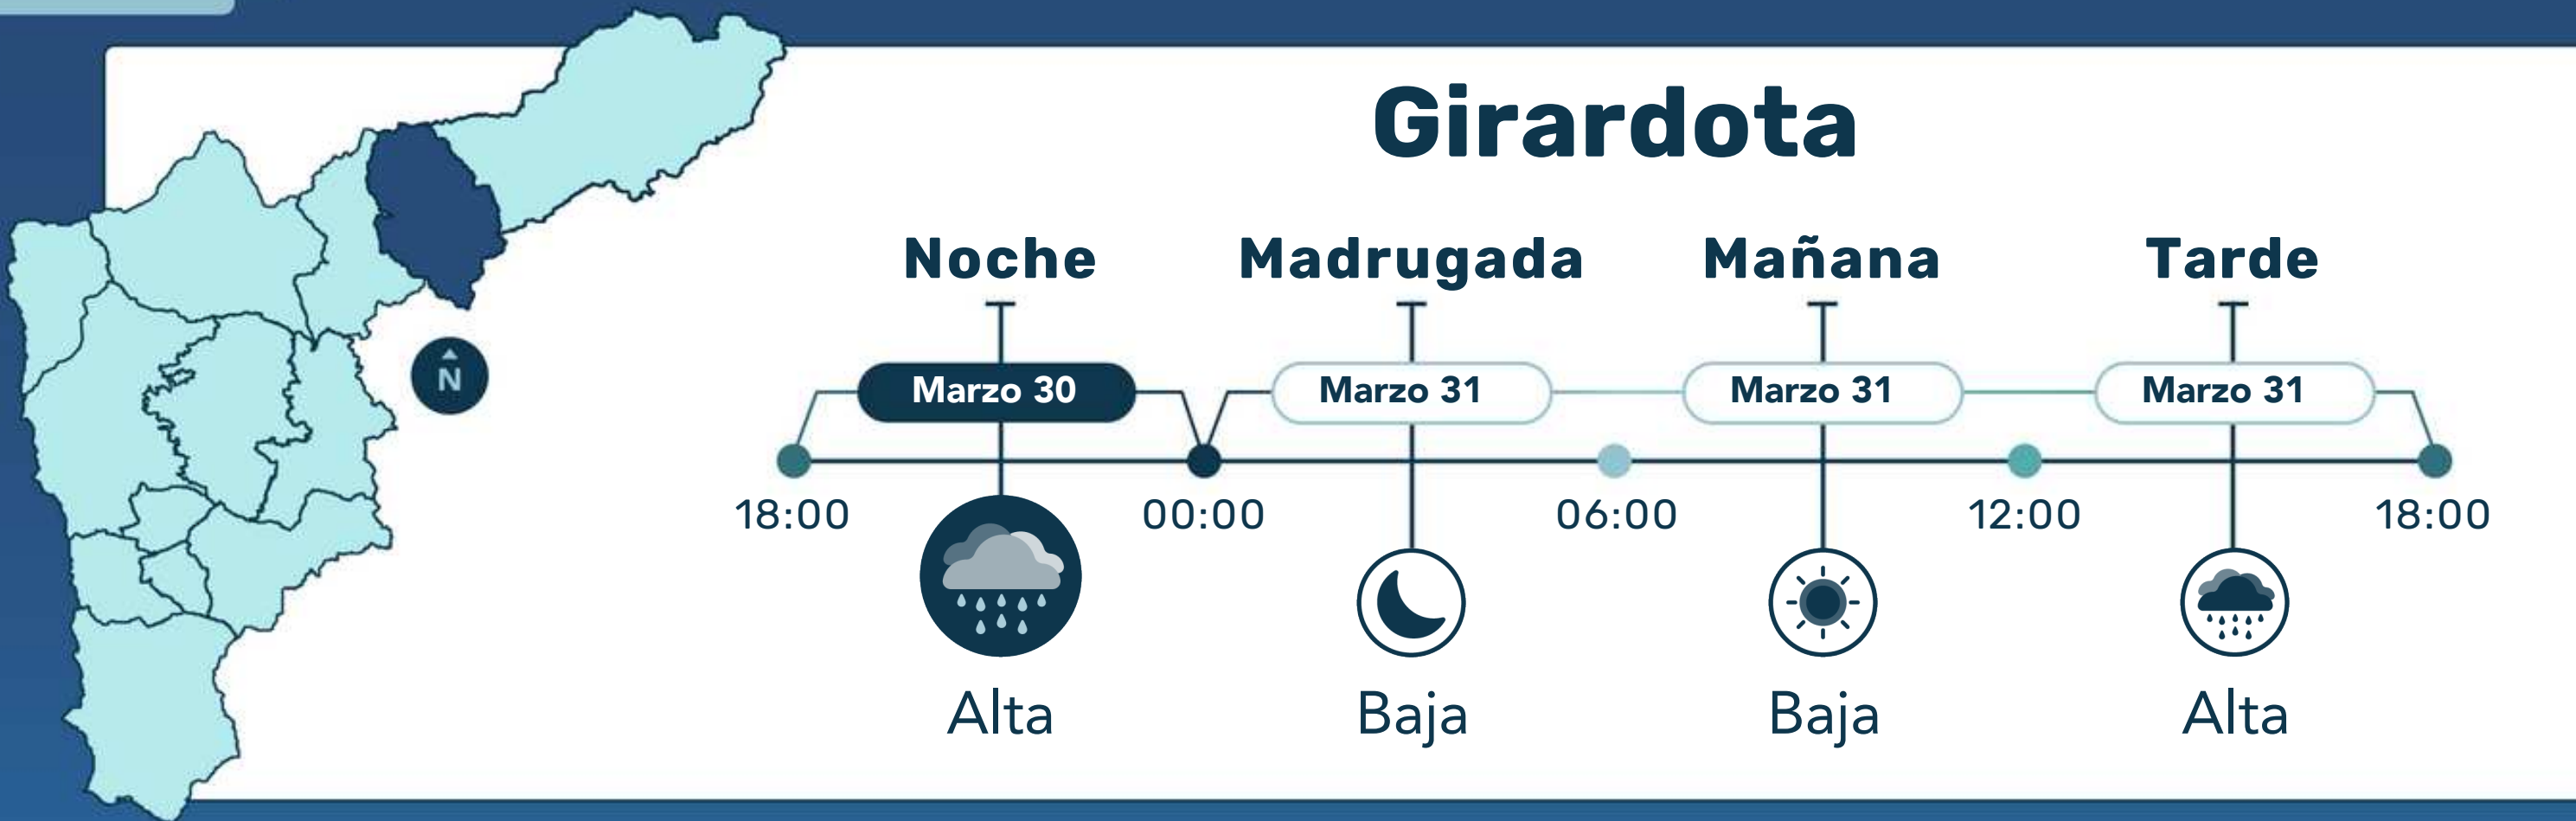 Girardota
Noche Madrugada Mañana Tarde
Marzo 30 Marzo 31 Marzo 31 Marzo 31
N
18:00 00:00 06:00 12:00 18:00
Alta Baja Baja Alta